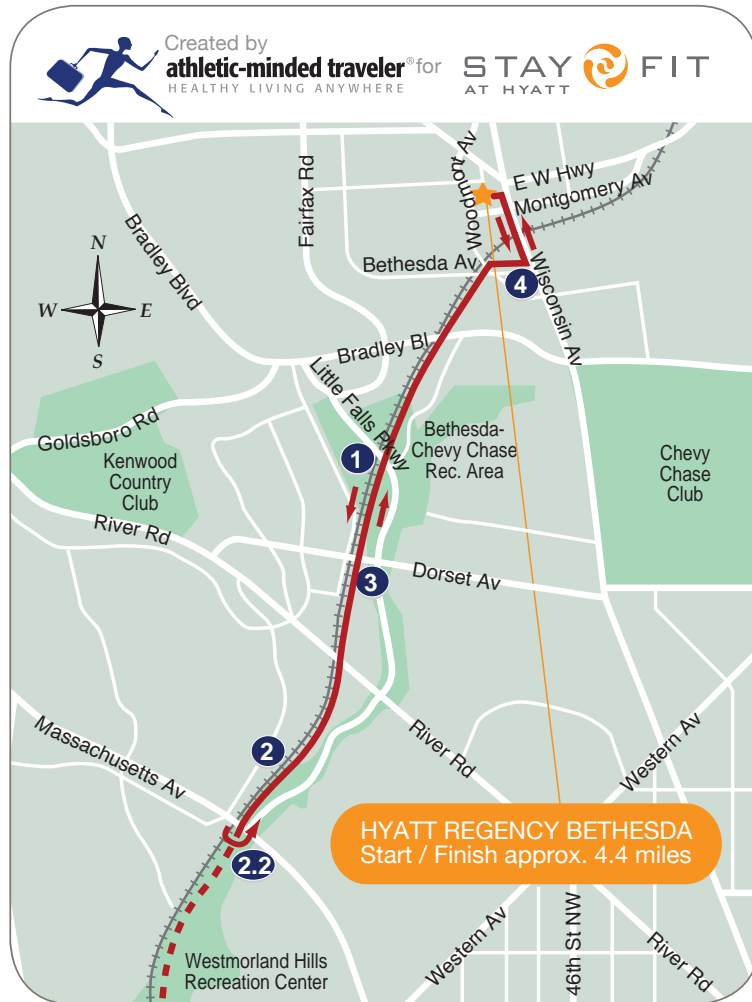 Created by
athletic-minded traveler® for
HEALTHY LIVING ANYWHERE
STAY FIT
AT HYATT
Woodmont Av
E W Hwy
Montgomery Av
Fairfax Rd
Bradley Blvd
N
W E
S
Bethesda Av
4
Wisconsin Av
Bradley Bl
Little Falls Pkwy
Goldsboro Rd
Kenwood
Country
Club
1
Bethesda-
Chevy Chase
Rec. Area
Chevy
Chase
Club
River Rd
3
Dorset Av
Massachusetts Av
2
River Rd
Western Av
2.2
HYATT REGENCY BETHESDA
Start / Finish approx. 4.4 miles
Westmorland Hills
Recreation Center
Western Av
46th St NW
River Rd